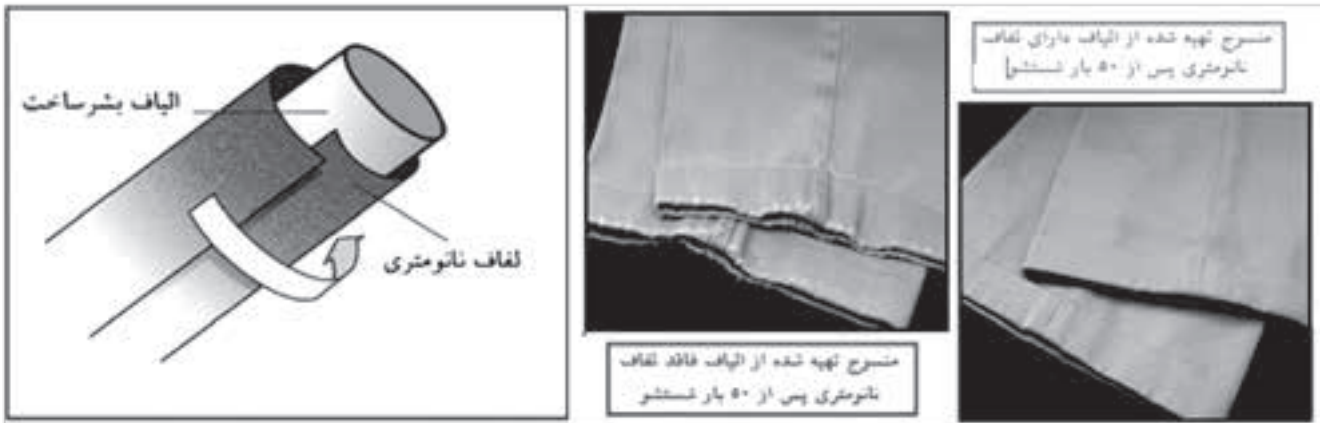 الیاف بشرساخت
لفاف نانومتری
منسوج تهیه شده از الیاف فاقد لفاف
نانومتری پس از ۵۰ بار شستشو
منسوج تهیه شده از الیاف دارای لفاف
نانومتری پس از ۵۰ بار شستشو